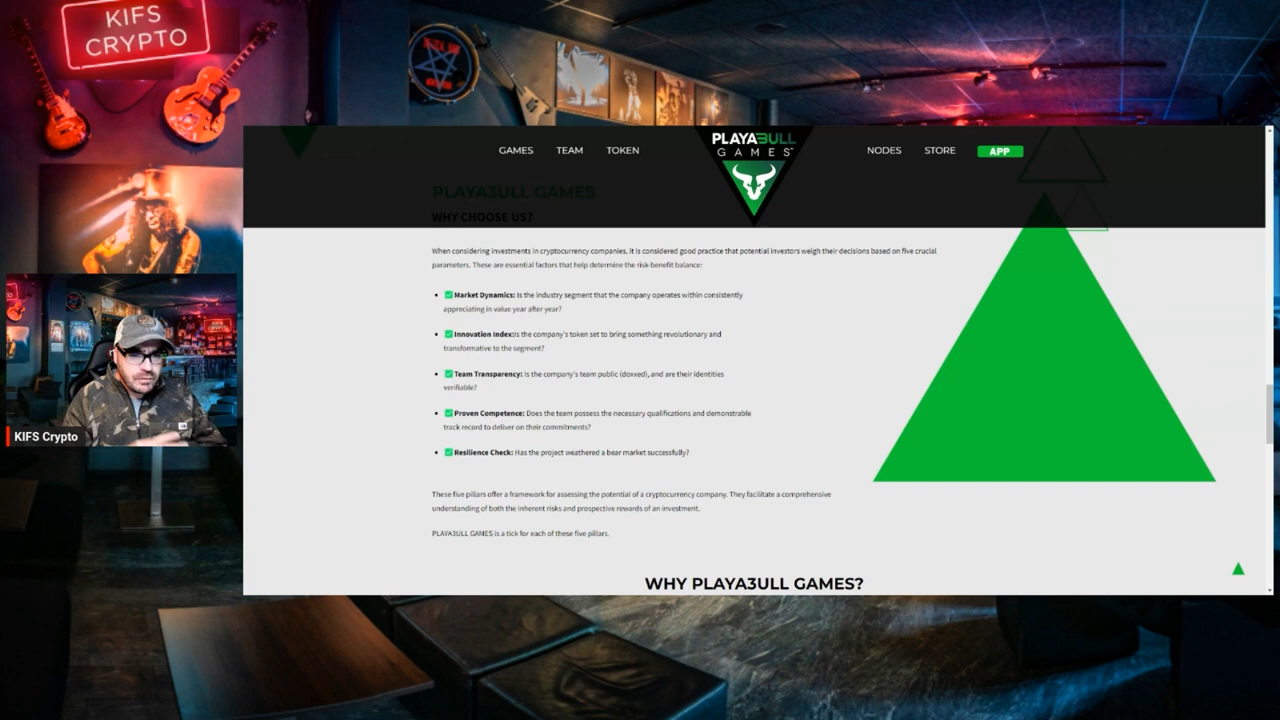 KIFS
CRYPTO
GAMES
TEAM
TOKEN
PLAYA3ULL
GAMES
NODES
STORE
APP
PLAYA3ULL GAMES
WHY CHOOSE US?
When considering investments in cryptocurrency companies, it is considered good practice that potential investors weigh their decisions based on five crucial
parameters. These are essential factors that help determine the risk-benefit balance:
✅Market Dynamics: Is the industry segment that the company operates within consistently
appreciating in value year after year?
✅Innovation Index:Is the company's token set to bring something revolutionary and
transformative to the segment?
✅Team Transparency: Is the company's team public (doxxed), and are their identities
verifiable?
✅Proven Competence: Does the team possess the necessary qualifications and demonstrable
track record to deliver on their commitments?
✅Resilience Check: Has the project weathered a bear market successfully?
These five pillars offer a framework for assessing the potential of a cryptocurrency company. They facilitate a comprehensive
understanding of both the inherent risks and prospective rewards of an investment.
PLAYA3ULL GAMES is a tick for each of these five pillars.
WHY PLAYA3ULL GAMES?
KIFS Crypto